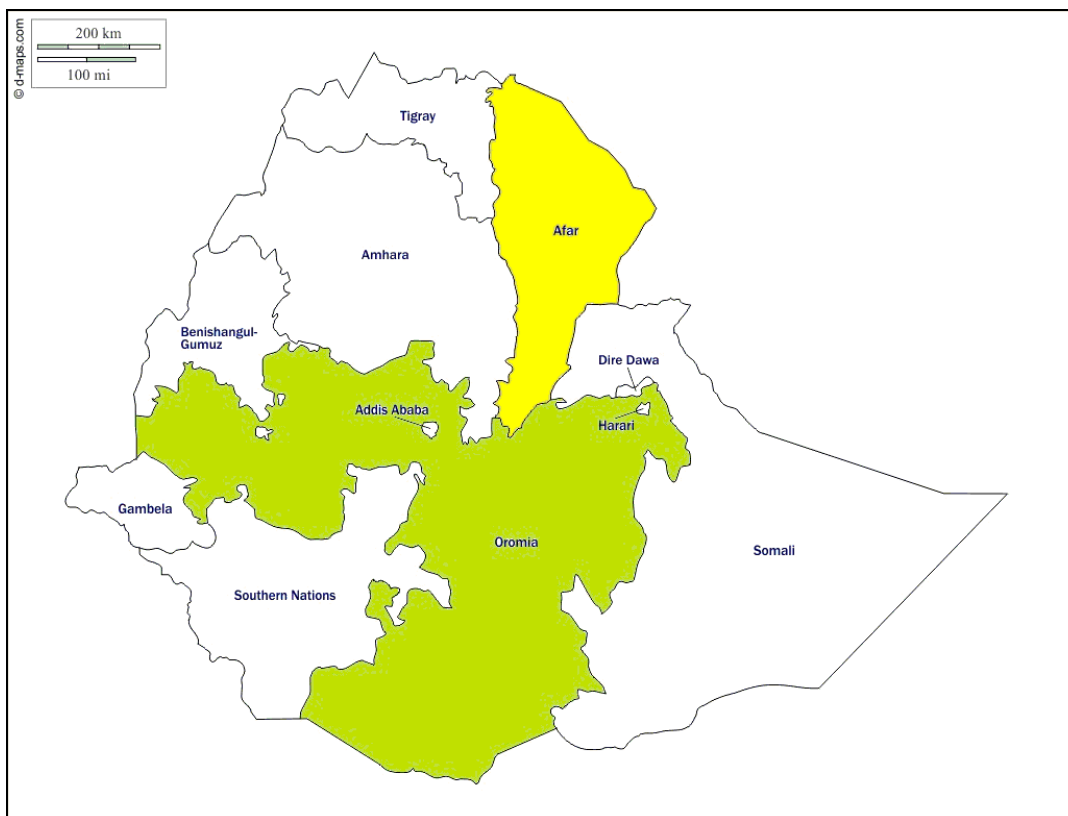 © d-maps.com
200 km
100 mi
Tigray
Afar
Amhara
Benishangul-
Gumuz
Dire Dawa
Addis Ababa
Harari
Gambela
Oromia
Somali
Southern Nations